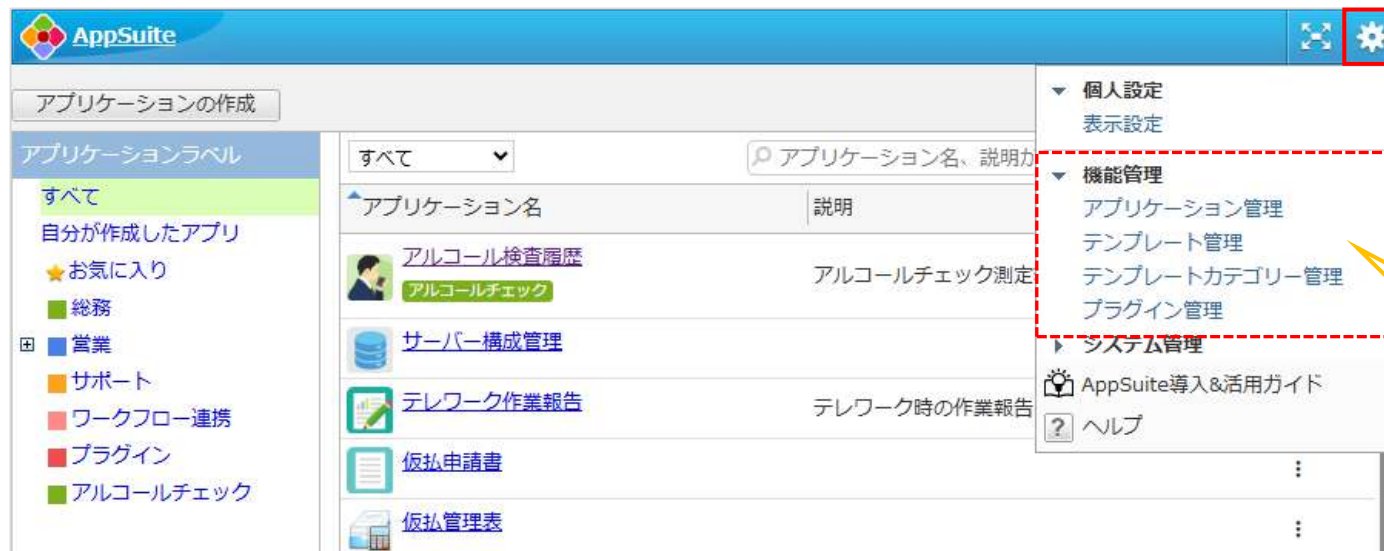 AppSuite
アプリケーションの作成
アプリケーションラベル
すべて
自分が作成したアプリ
お気に入り
総務
営業
サポート
ワークフロー連携
プラグイン
アルコールチェック
すべて
アプリケーション名、説明か
アプリケーション名
説明
アルコール検査履歴
アルコールチェック
アルコールチェック測定
サーバー構成管理
テレワーク作業報告
テレワーク時の作業報告
仮払申請書
仮払管理表
個人設定
表示設定
機能管理
アプリケーション管理
テンプレート管理
テンプレートカテゴリー管理
プラグイン管理
システム管理
AppSuite導入&活用ガイド
? ヘルプ